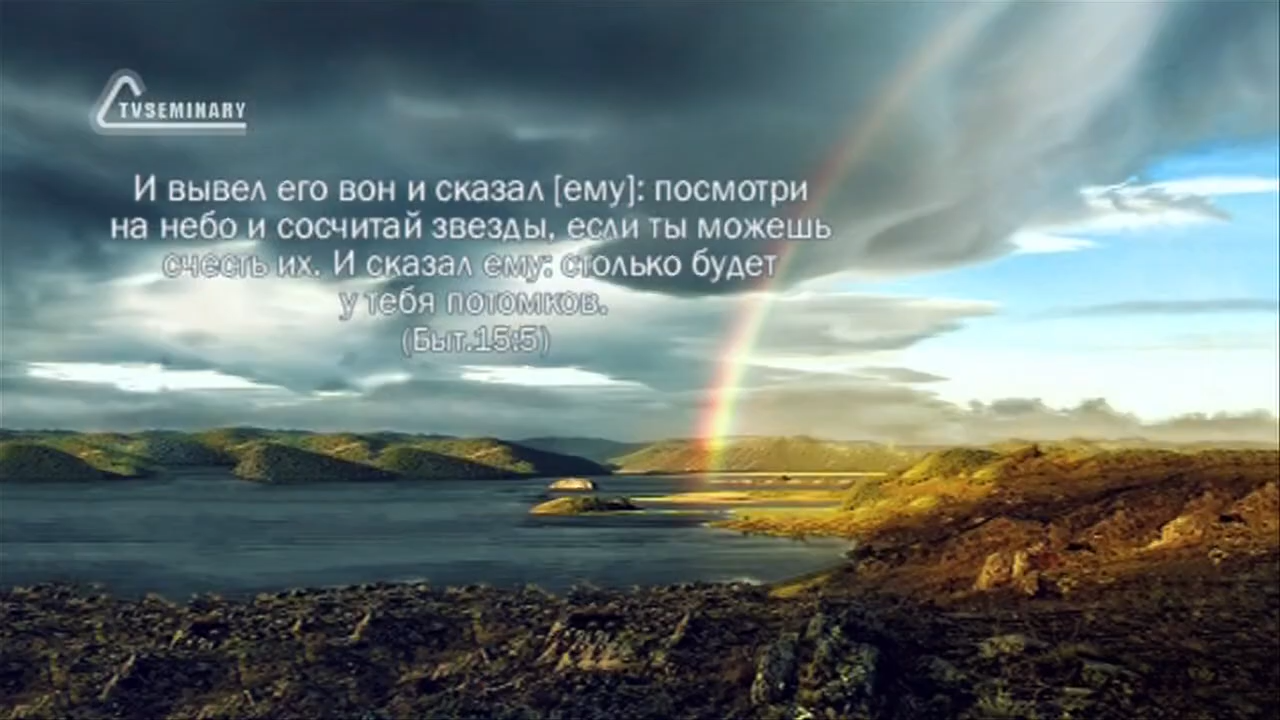 TVSEMINARY
И вывел его вон и сказал [ему]: посмотри
на небо и сосчитай звезды, если ты можешь
счесть их. И сказал ему: столько будет
у тебя потомков.
(Быт.15:5)